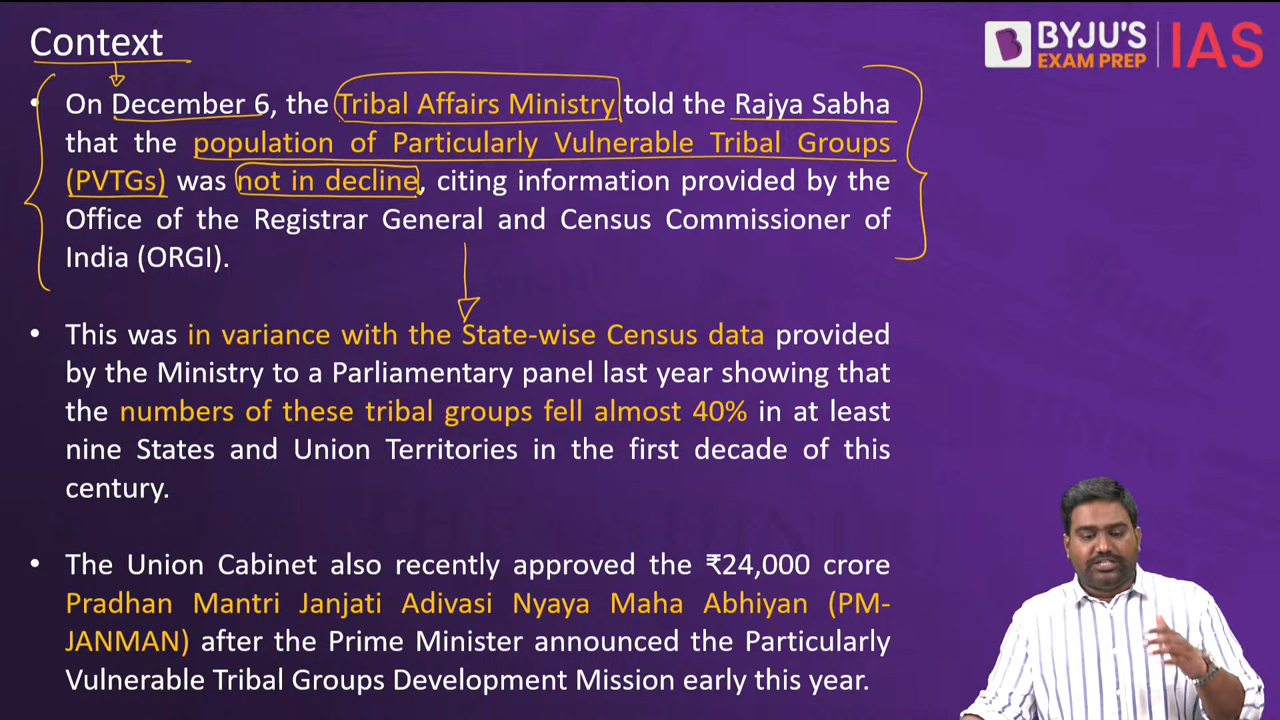 Context
BYJU'S
EXAM PREP
IAS
• On December 6, the Tribal Affairs Ministry told the Rajya Sabha
that the population of Particularly Vulnerable Tribal Groups
(PVTGs) was not in decline, citing information provided by the
Office of the Registrar General and Census Commissioner of
India (ORGI).
• This was in variance with the State-wise Census data provided
by the Ministry to a Parliamentary panel last year showing that
the numbers of these tribal groups fell almost 40% in at least
nine States and Union Territories in the first decade of this
century.
• The Union Cabinet also recently approved the ₹24,000 crore
Pradhan Mantri Janjati Adivasi Nyaya Maha Abhiyan (PM-
JANMAN) after the Prime Minister announced the Particularly
Vulnerable Tribal Groups Development Mission early this year.